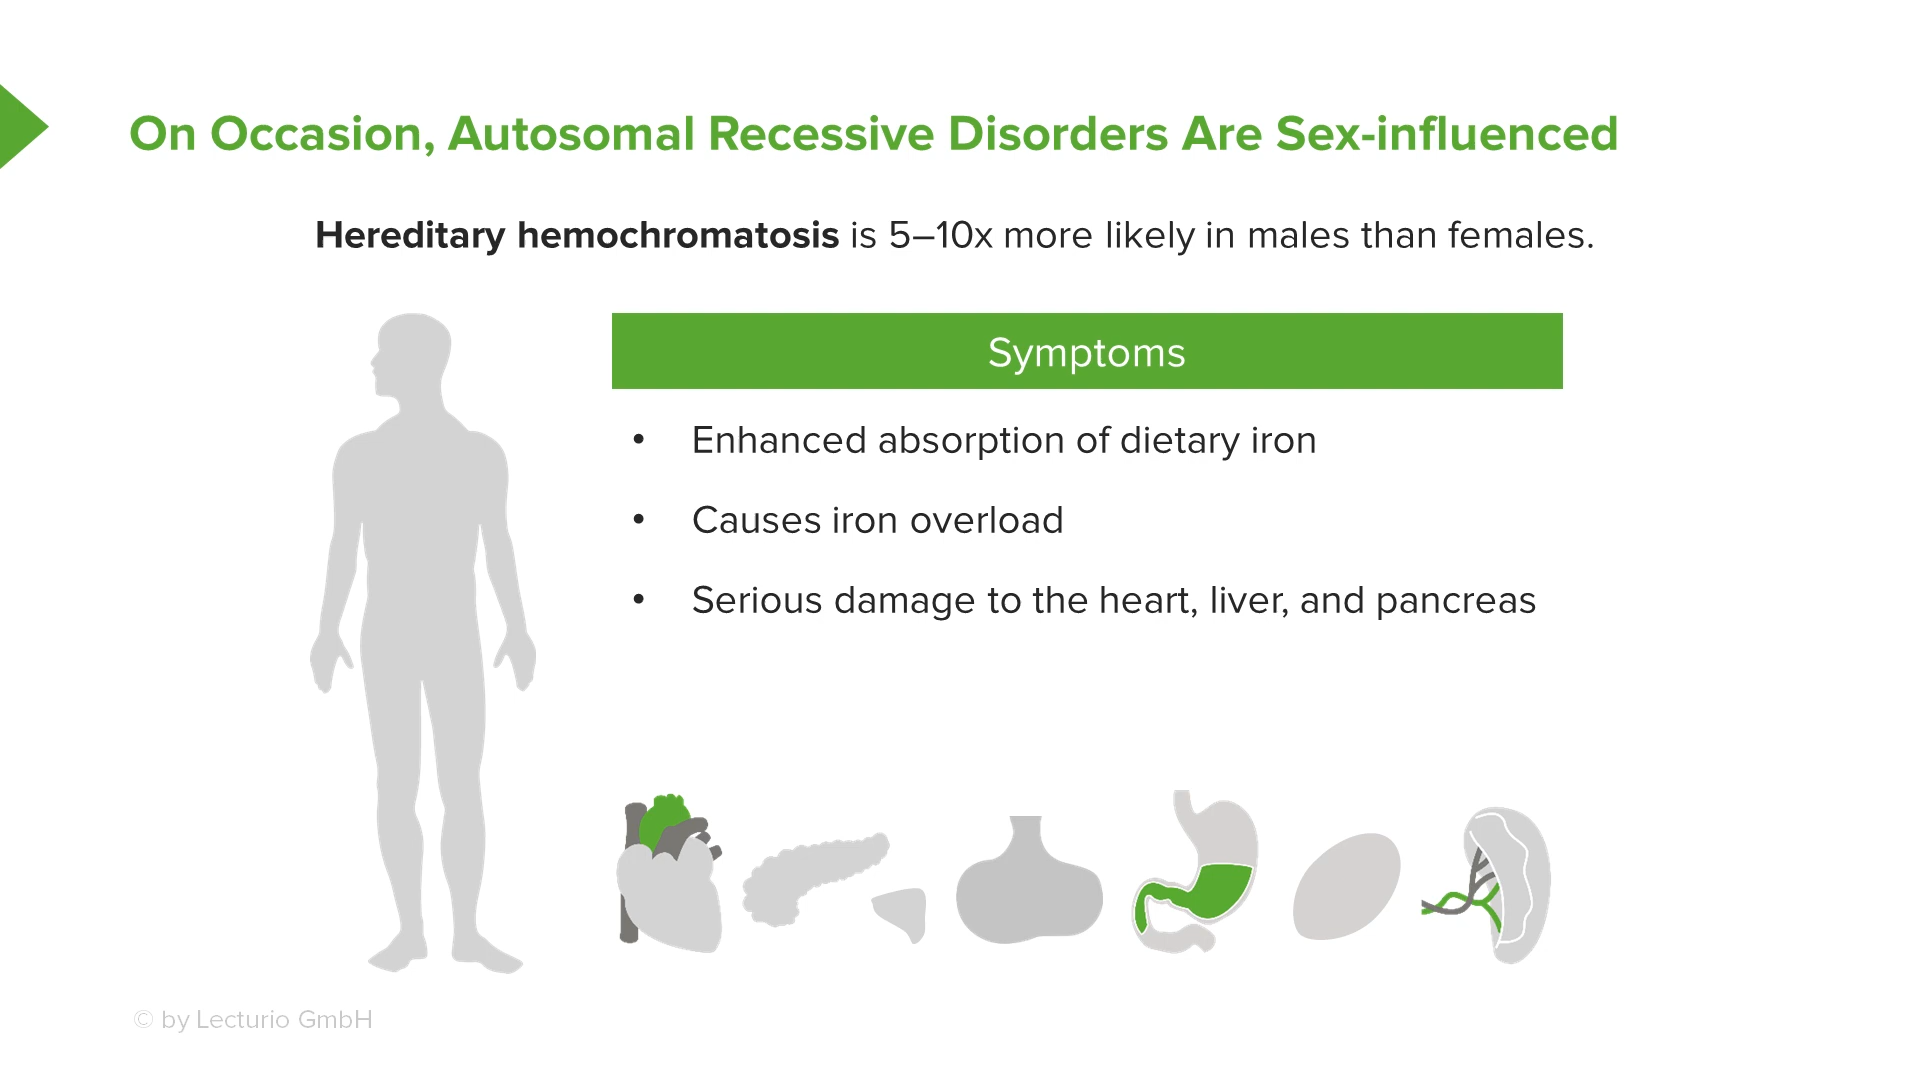 On Occasion, Autosomal Recessive Disorders Are Sex-influenced
Hereditary hemochromatosis is 5–10x more likely in males than females.
Symptoms
• Enhanced absorption of dietary iron
• Causes iron overload
• Serious damage to the heart, liver, and pancreas
© by Lecturio GmbH